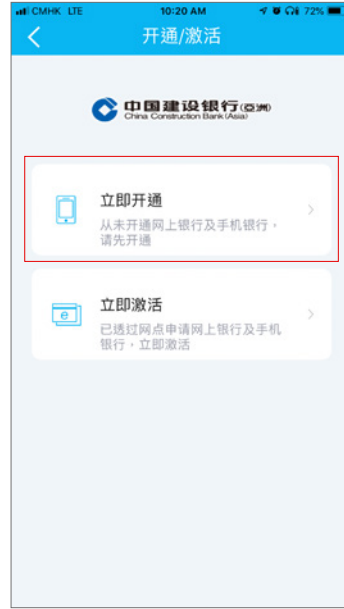 CMHK LTE 10:20 AM 72%
开通/激活
中国建设银行(亞洲)
China Construction Bank (Asia)
立即开通
从未开通网上银行及手机银行，
请先开通
e
立即激活
已透过网点申请网上银行及手机
银行，立即激活